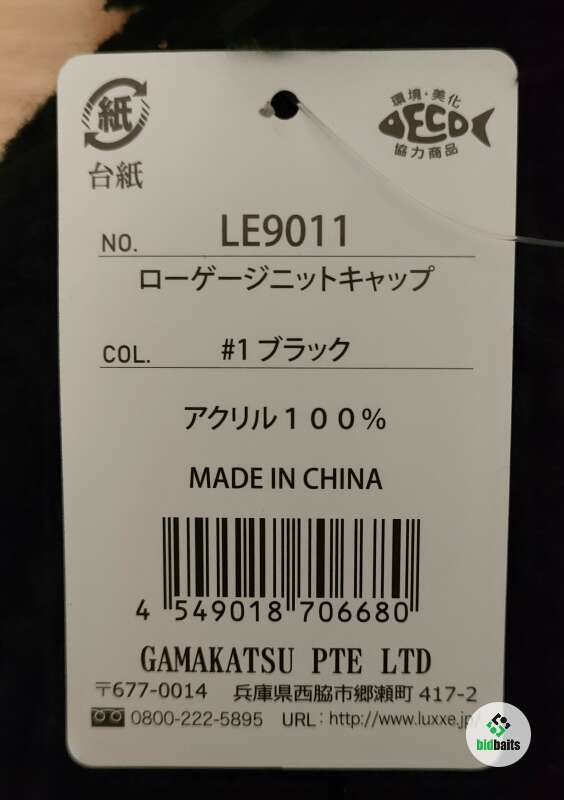 紙
台紙
環境・美化
ECO
協力商品
NO. LE9011
ローゲージニットキャップ
COL. #1 ブラック
アクリル１００％
MADE IN CHINA
4 549018 706680
GAMAKATSU PTE LTD
〒677-0014 兵庫県西脇市郷瀬町 417-2
0800-222-5895 URL：http://www.luxxe.jp/
bidbaits